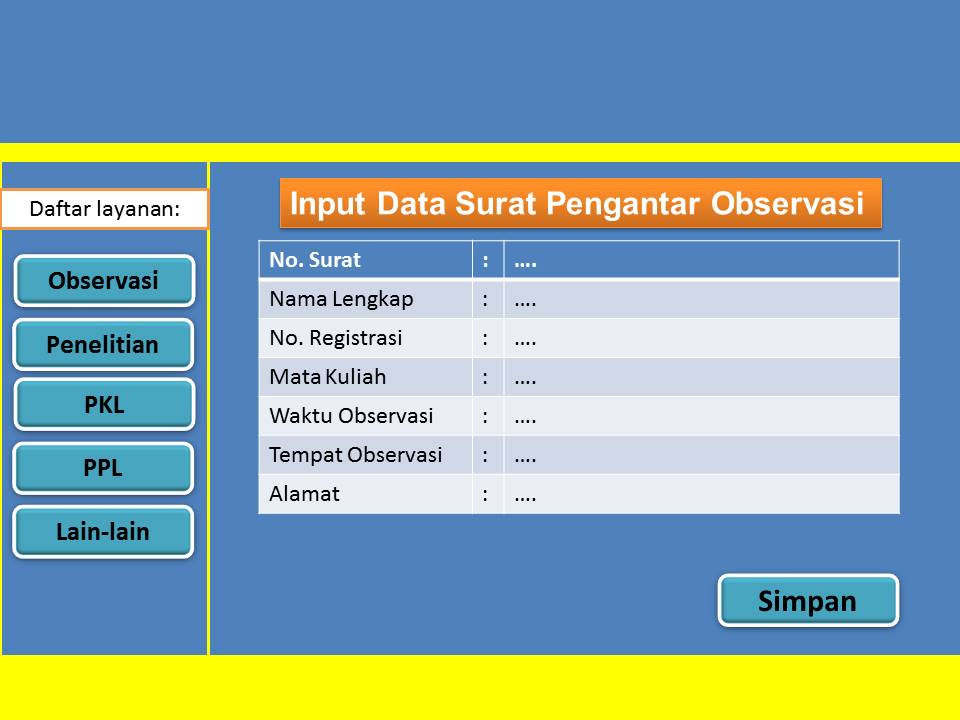 Daftar layanan:
Observasi
Penelitian
PKL
PPL
Lain-lain
Input Data Surat Pengantar Observasi
No. Surat : ....
Nama Lengkap : ....
No. Registrasi : ....
Mata Kuliah : ....
Waktu Observasi : ....
Tempat Observasi : ....
Alamat : ....
Simpan